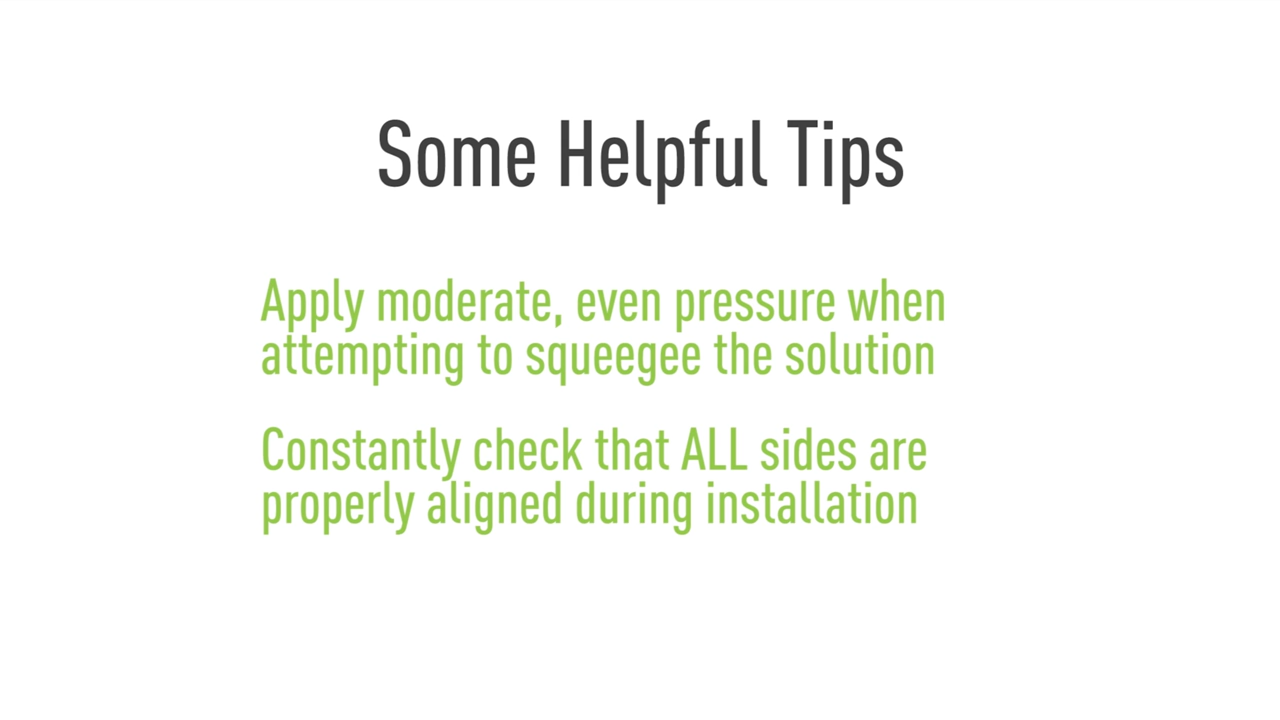 Some Helpful Tips
Apply moderate, even pressure when
attempting to squeegee the solution
Constantly check that ALL sides are
properly aligned during installation